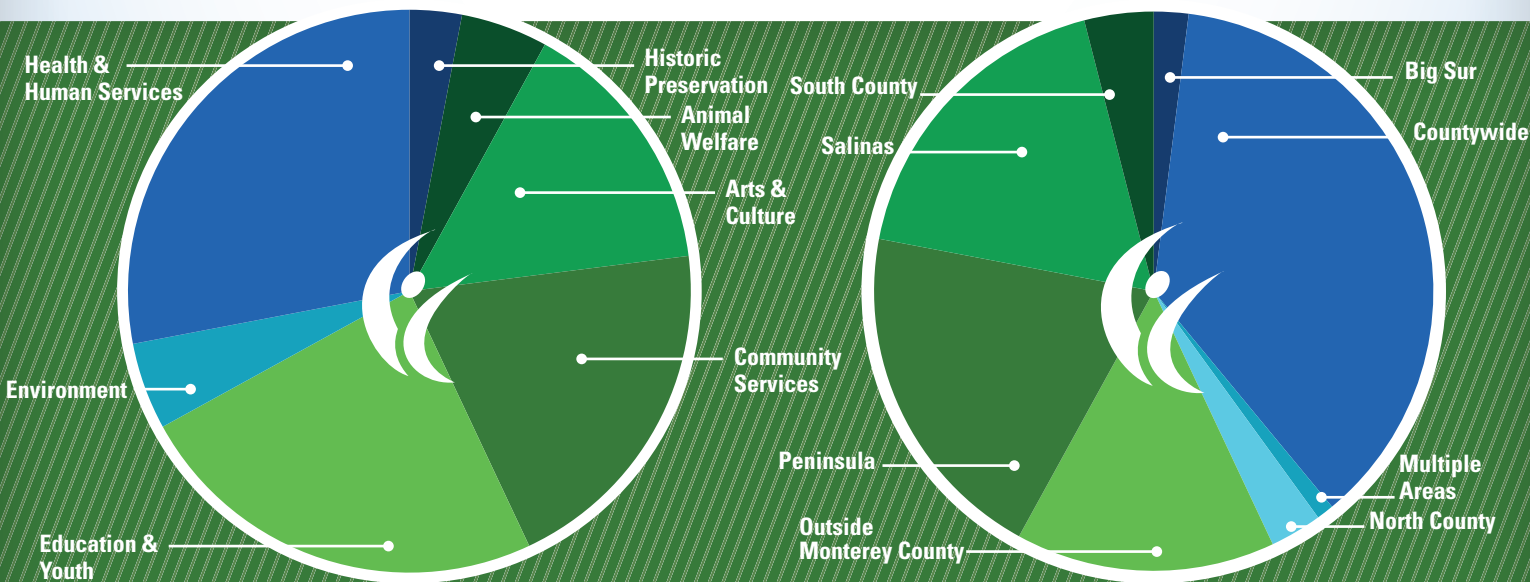 Health &
Human Services
Historic
Preservation
Animal
Welfare
Arts &
Culture
Community
Services
Environment
Education &
Youth
South County
Salinas
Big Sur
Countywide
Peninsula
Multiple
Areas
North County
Outside
Monterey County